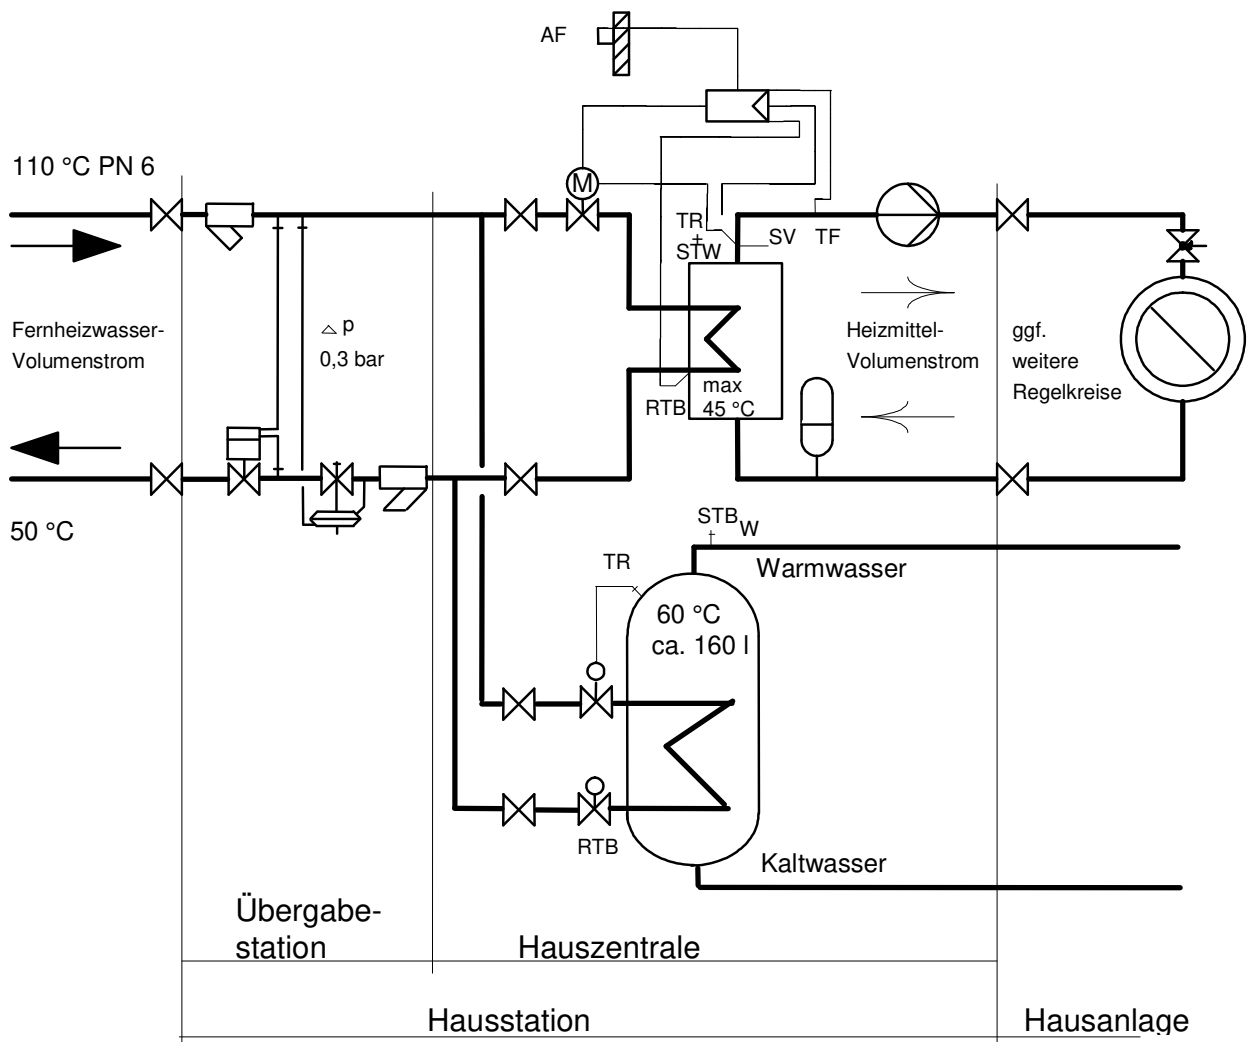 AF
110 °C PN 6
M
TR
STW
SV
TF
Fernheizwasser-
Volumenstrom
△ p
0,3 bar
Heizmittel-
Volumenstrom
ggf.
weitere
Regelkreise
RTB
max
45 °C
50 °C
STB
W
Warmwasser
TR
60 °C
ca. 160 l
RTB
Kaltwasser
Übergabe-
station
Hauszentrale
Hausstation
Hausanlage